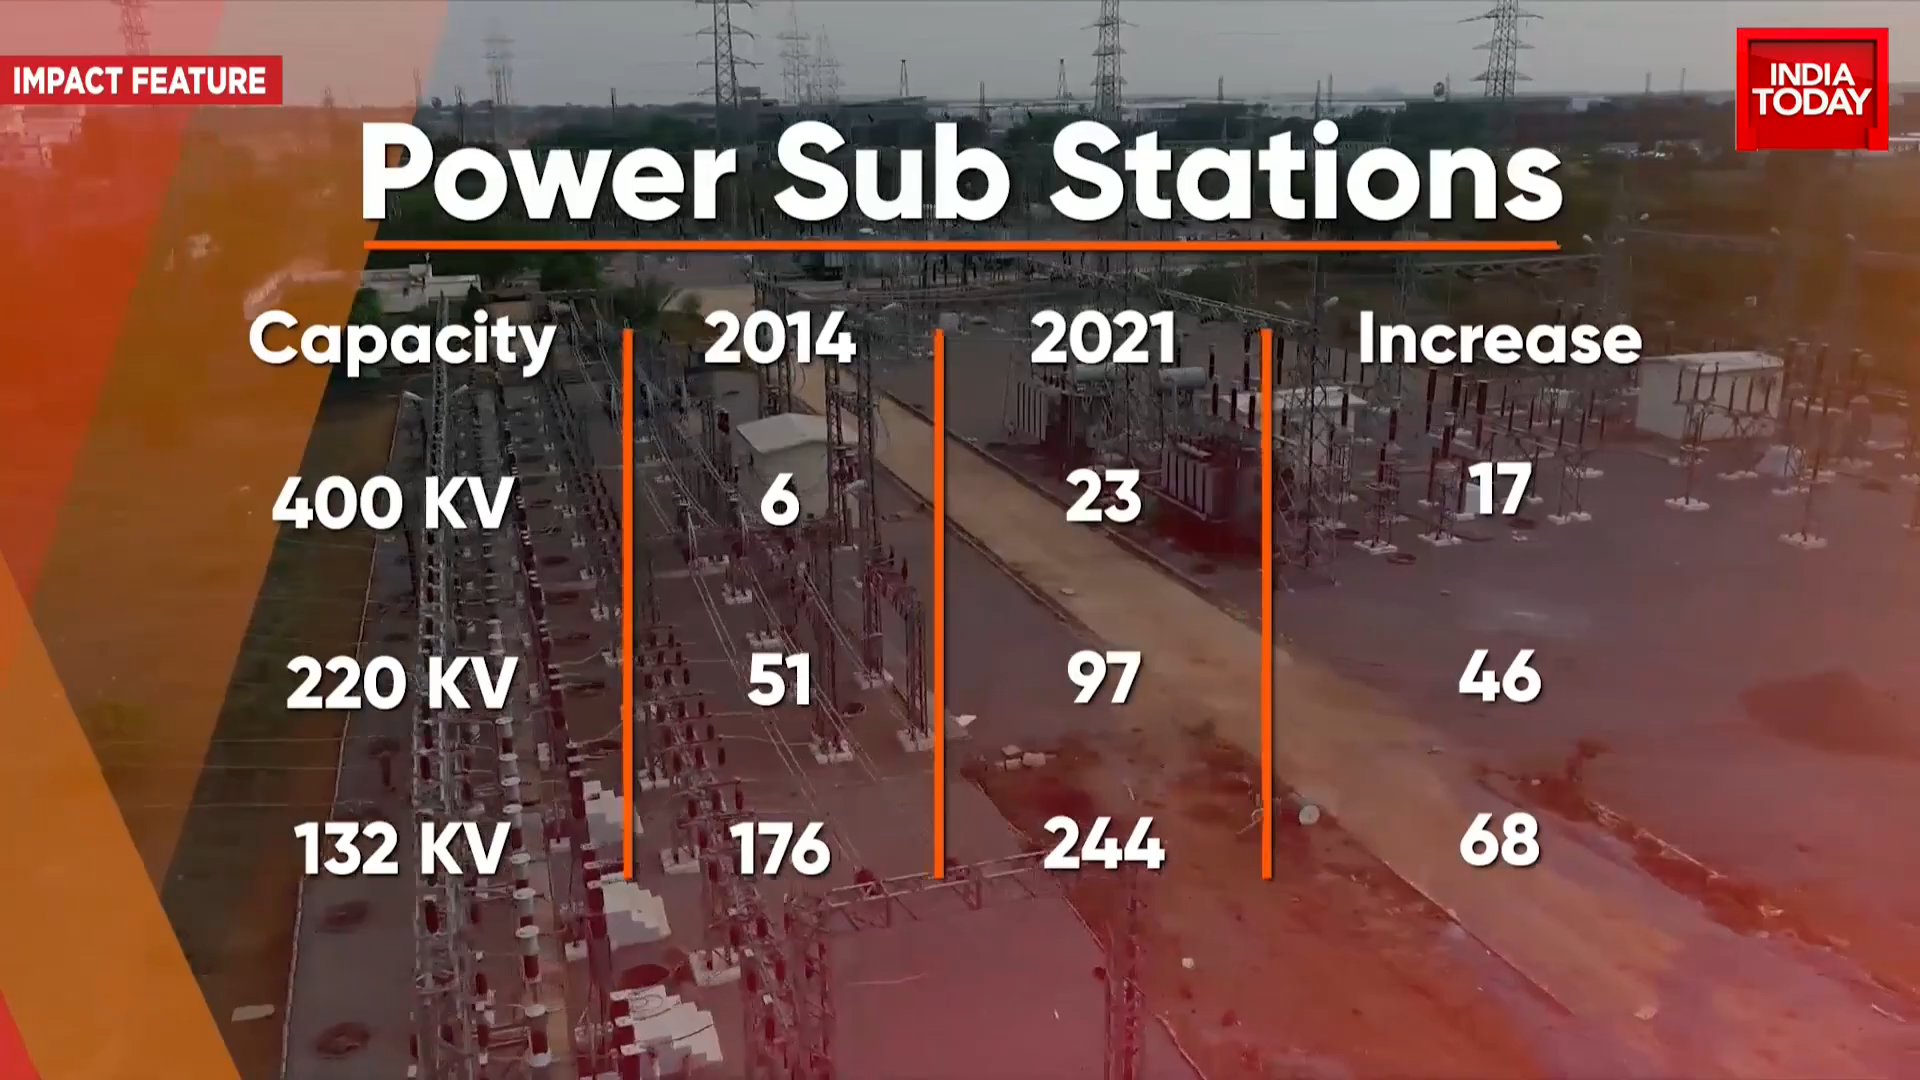 IMPACT FEATURE
INDIA
TODAY
Power Sub Stations
Capacity 2014 2021 Increase
400 KV 6 23 17
220 KV 51 97 46
132 KV 176 244 68